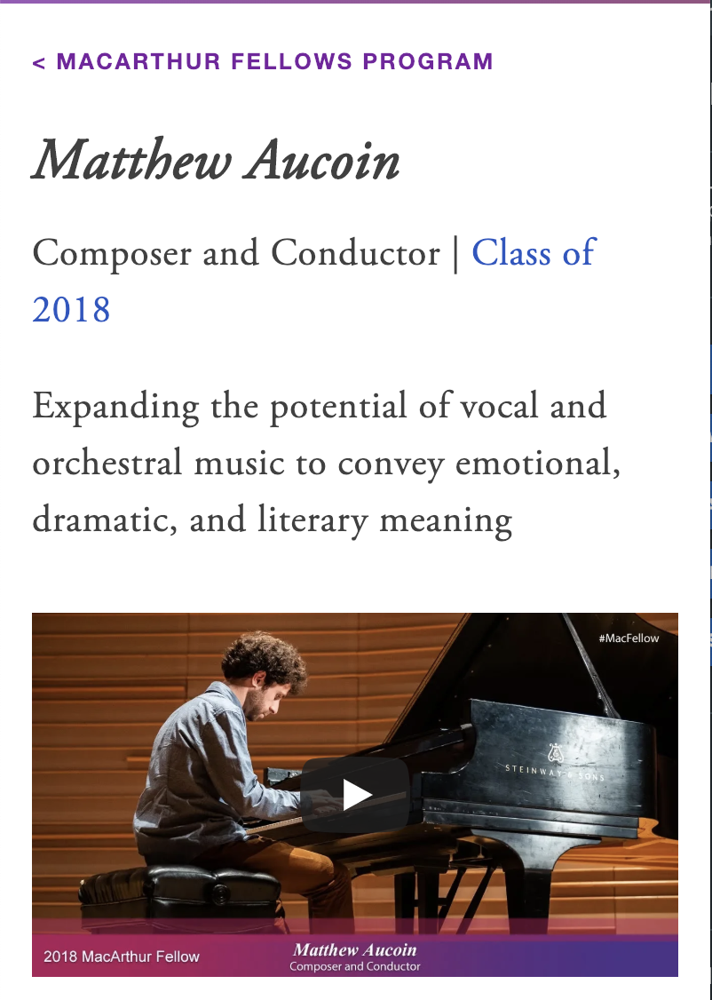 < MACARTHUR FELLOWS PROGRAM
Matthew Aucoin
Composer and Conductor | Class of
2018
Expanding the potential of vocal and
orchestral music to convey emotional,
dramatic, and literary meaning
#MacFellow
STEINWAY & SONS
2018 MacArthur Fellow
Matthew Aucoin
Composer and Conductor